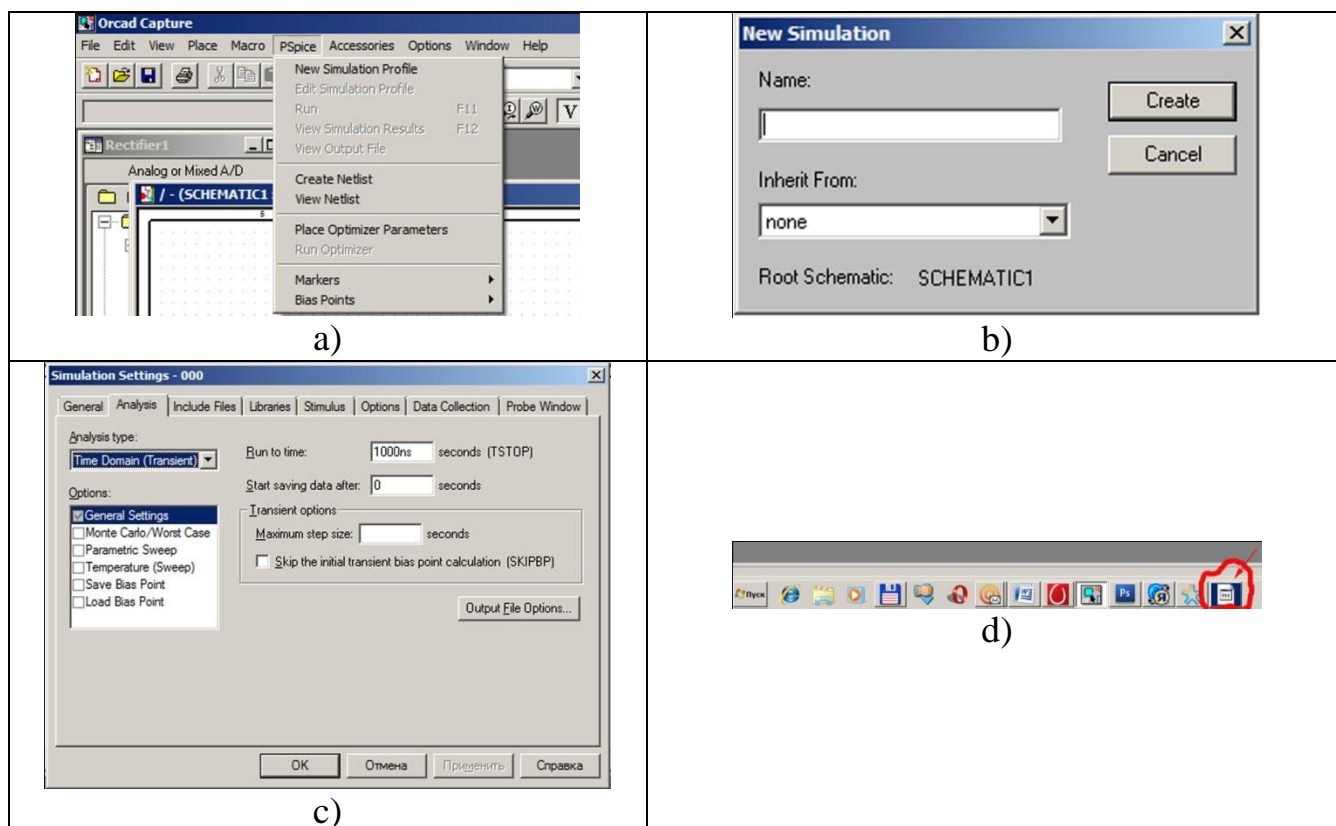 Orcad Capture
File Edit View Place Macro PSpice Accessories Options Window Help
New Simulation Profile
Edit Simulation Profile
Run F11
View Simulation Results F12
View Output File
Create Netlist
View Netlist
Place Optimizer Parameters
Run Optimizer
Markers
Bias Points
V
Rectifier1
Analog or Mixed A/D
/ - (SCHEMATIC1
5
a)
New Simulation
Name:
Create
Cancel
Inherit From:
none
Root Schematic: SCHEMATIC1
b)
Simulation Settings - 000
General Analysis Include Files Libraries Stimulus Options Data Collection Probe Window
Analysis type:
Time Domain (Transient)
Options:
General Settings
Monte Carlo/Worst Case
Parametric Sweep
Temperature (Sweep)
Save Bias Point
Load Bias Point
Run to time: 1000ns seconds (TSTOP)
Start saving data after: 0 seconds
Transient options
Maximum step size: seconds
Skip the initial transient bias point calculation (SKIPBP)
Output File Options...
OK Отмена Применить Справка
c)
Пуск Ps
d)